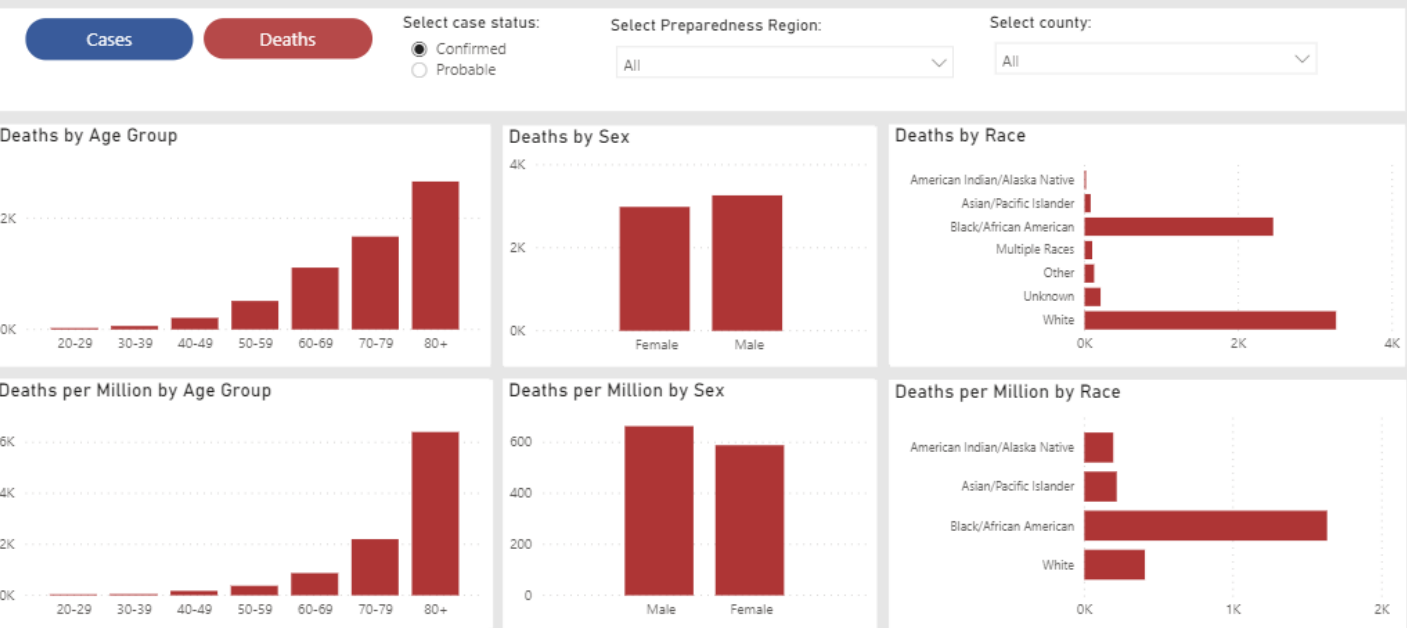 Cases
Deaths
Select case status:
Confirmed
Probable
Select Preparedness Region:
All
Select county:
All
Deaths by Age Group
2K
0K
20-29 30-39 40-49 50-59 60-69 70-79 80+
Deaths by Sex
4K
2K
0K
Female Male
Deaths by Race
American Indian/Alaska Native
Asian/Pacific Islander
Black/African American
Multiple Races
Other
Unknown
White
0K 2K 4K
Deaths per Million by Age Group
6K
4K
2K
0K
20-29 30-39 40-49 50-59 60-69 70-79 80+
Deaths per Million by Sex
600
400
200
0
Male Female
Deaths per Million by Race
American Indian/Alaska Native
Asian/Pacific Islander
Black/African American
White
0K 1K 2K